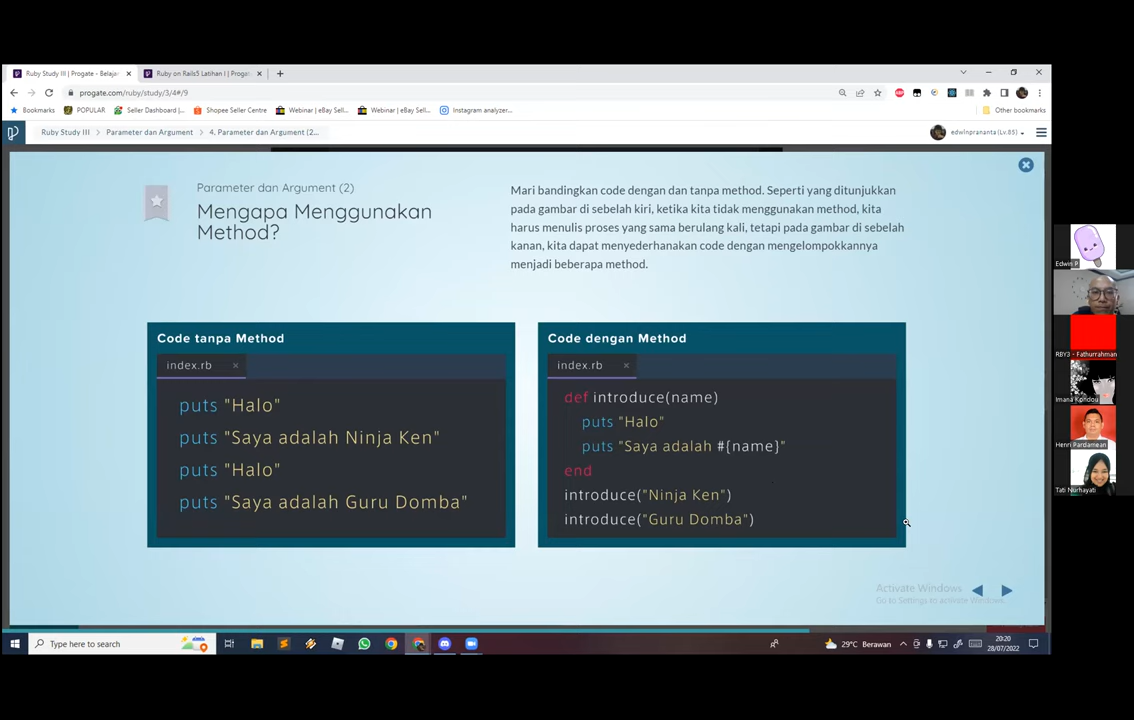 Ruby Study III | Progate - Belaja
Ruby on Rails5 Latihan I | Progat
progate.com/ruby/study/3/4#/9
Bookmarks
POPULAR
Seller Dashboard |...
Shopee Seller Centre
Webinar | eBay Sell...
Webinar | eBay Sell...
Instagram analyzer...
Other bookmarks
Ruby Study III > Parameter dan Argument > 4. Parameter dan Argument (2...
edwinprananta (Lv.85)
Parameter dan Argument (2)
Mengapa Menggunakan
Method?
Mari bandingkan code dengan dan tanpa method. Seperti yang ditunjukkan
pada gambar di sebelah kiri, ketika kita tidak menggunakan method, kita
harus menulis proses yang sama berulang kali, tetapi pada gambar di sebelah
kanan, kita dapat menyederhanakan code dengan mengelompokkannya
menjadi beberapa method.
Code tanpa Method
index.rb ×
puts "Halo"
puts "Saya adalah Ninja Ken"
puts "Halo"
puts "Saya adalah Guru Domba"
Code dengan Method
index.rb ×
def introduce(name)
puts "Halo"
puts "Saya adalah #{name}"
end
introduce("Ninja Ken")
introduce("Guru Domba")
Activate Windows
Go to Settings to activate Windows.
Edwin P
RBY3 - Fathurrahman
Imana Kondou
Henri Pardamean
Tati Nurhayati
Type here to search
29°C Berawan
20:20
28/07/2022